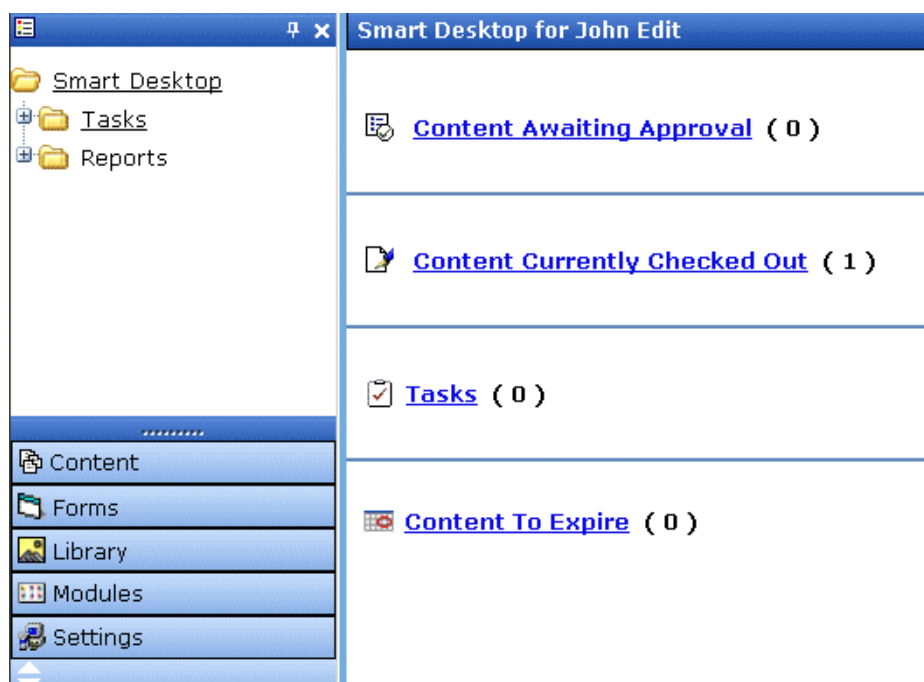 Smart Desktop
Tasks
Reports
Content
Forms
Library
Modules
Settings
Smart Desktop for John Edit
Content Awaiting Approval ( 0 )
Content Currently Checked Out ( 1 )
Tasks ( 0 )
Content To Expire ( 0 )